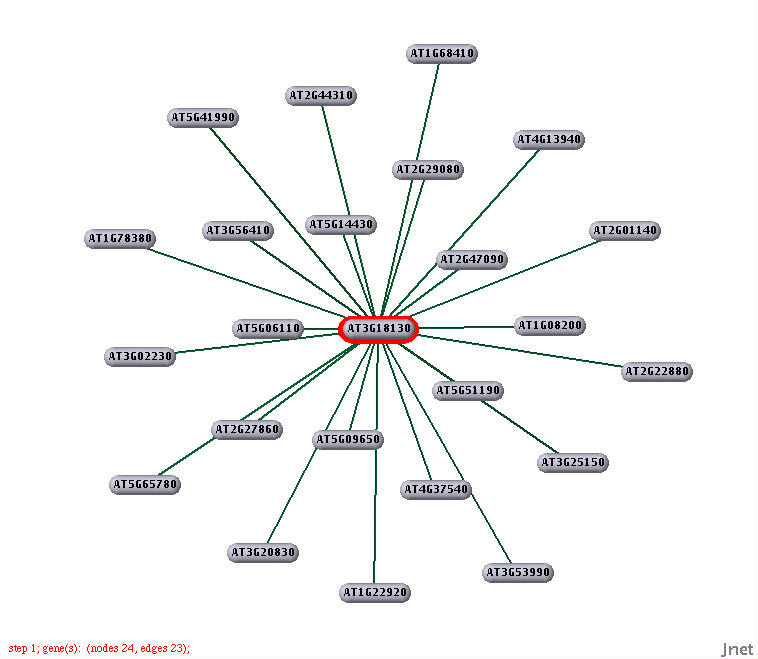 AT1G68410
AT2G44310
AT5G41990
AT4G13940
AT2G29080
AT5G14430
AT3G56410
AT2G01140
AT1G78380
AT2G47090
AT5G06110
AT3G18130
AT1G08200
AT3G02230
AT2G22880
AT5G51190
AT2G27860
AT5G09650
AT3G25150
AT5G65780
AT4G37540
AT3G20830
AT3G53990
AT1G22920
step 1; gene(s): (nodes 24, edges 23);
Jnet